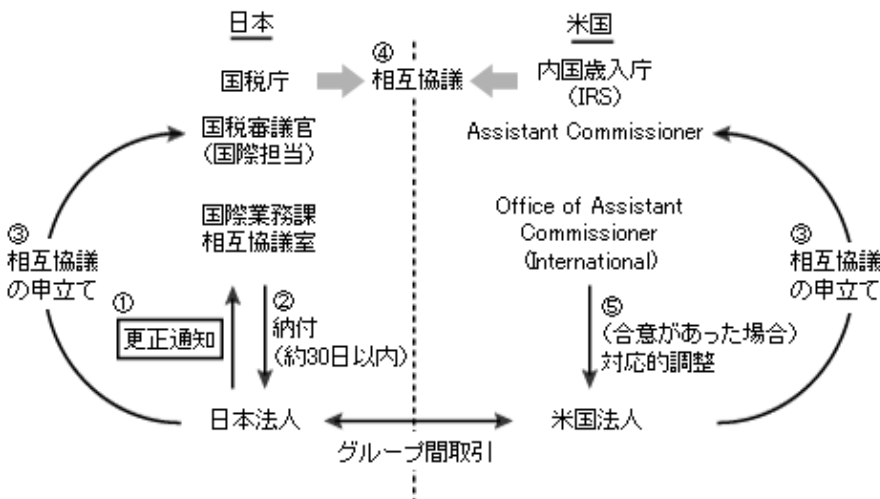 日本
米国
④
相互協議
国税庁
内国歳入庁
(IRS)
国税審議官
(国際担当)
Assistant Commissioner
国際業務課
相互協議室
Office of Assistant
Commissioner
(International)
③
相互協議
の申立て
③
相互協議
の申立て
①
更正通知
②
納付
(約30日以内)
⑤
(合意があった場合)
対応的調整
日本法人
米国法人
グループ間取引